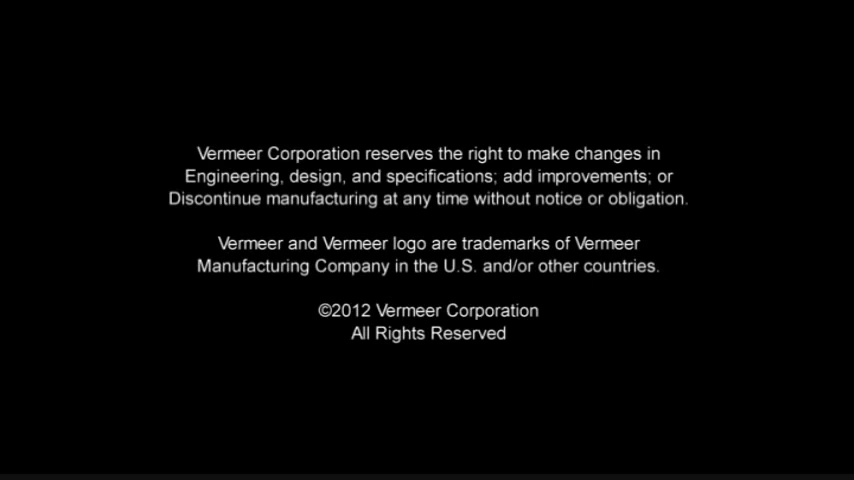 Vermeer Corporation reserves the right to make changes in
Engineering, design, and specifications; add improvements; or
Discontinue manufacturing at any time without notice or obligation.
Vermeer and Vermeer logo are trademarks of Vermeer
Manufacturing Company in the U.S. and/or other countries.
©2012 Vermeer Corporation
All Rights Reserved